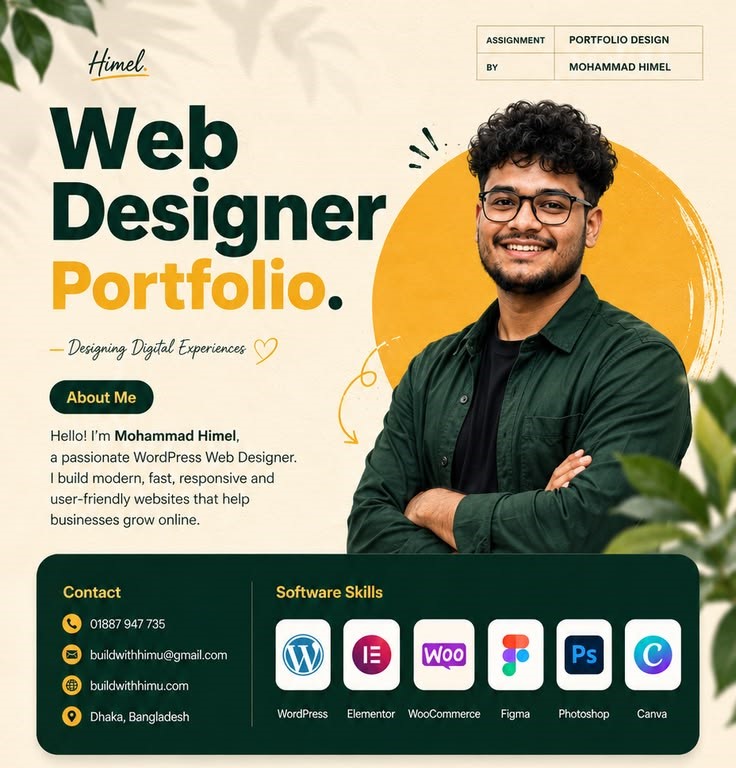 Himel.
ASSIGNMENT PORTFOLIO DESIGN
BY MOHAMMAD HIMEL
Web
Designer
Portfolio.
— Designing Digital Experiences
About Me
Hello! I'm Mohammad Himel,
a passionate WordPress Web Designer.
I build modern, fast, responsive and
user-friendly websites that help
businesses grow online.
Contact
01887 947 735
buildwithhimu@gmail.com
buildwithhimu.com
Dhaka, Bangladesh
Software Skills
W
Woo
Ps
C
WordPress Elementor WooCommerce Figma Photoshop Canva